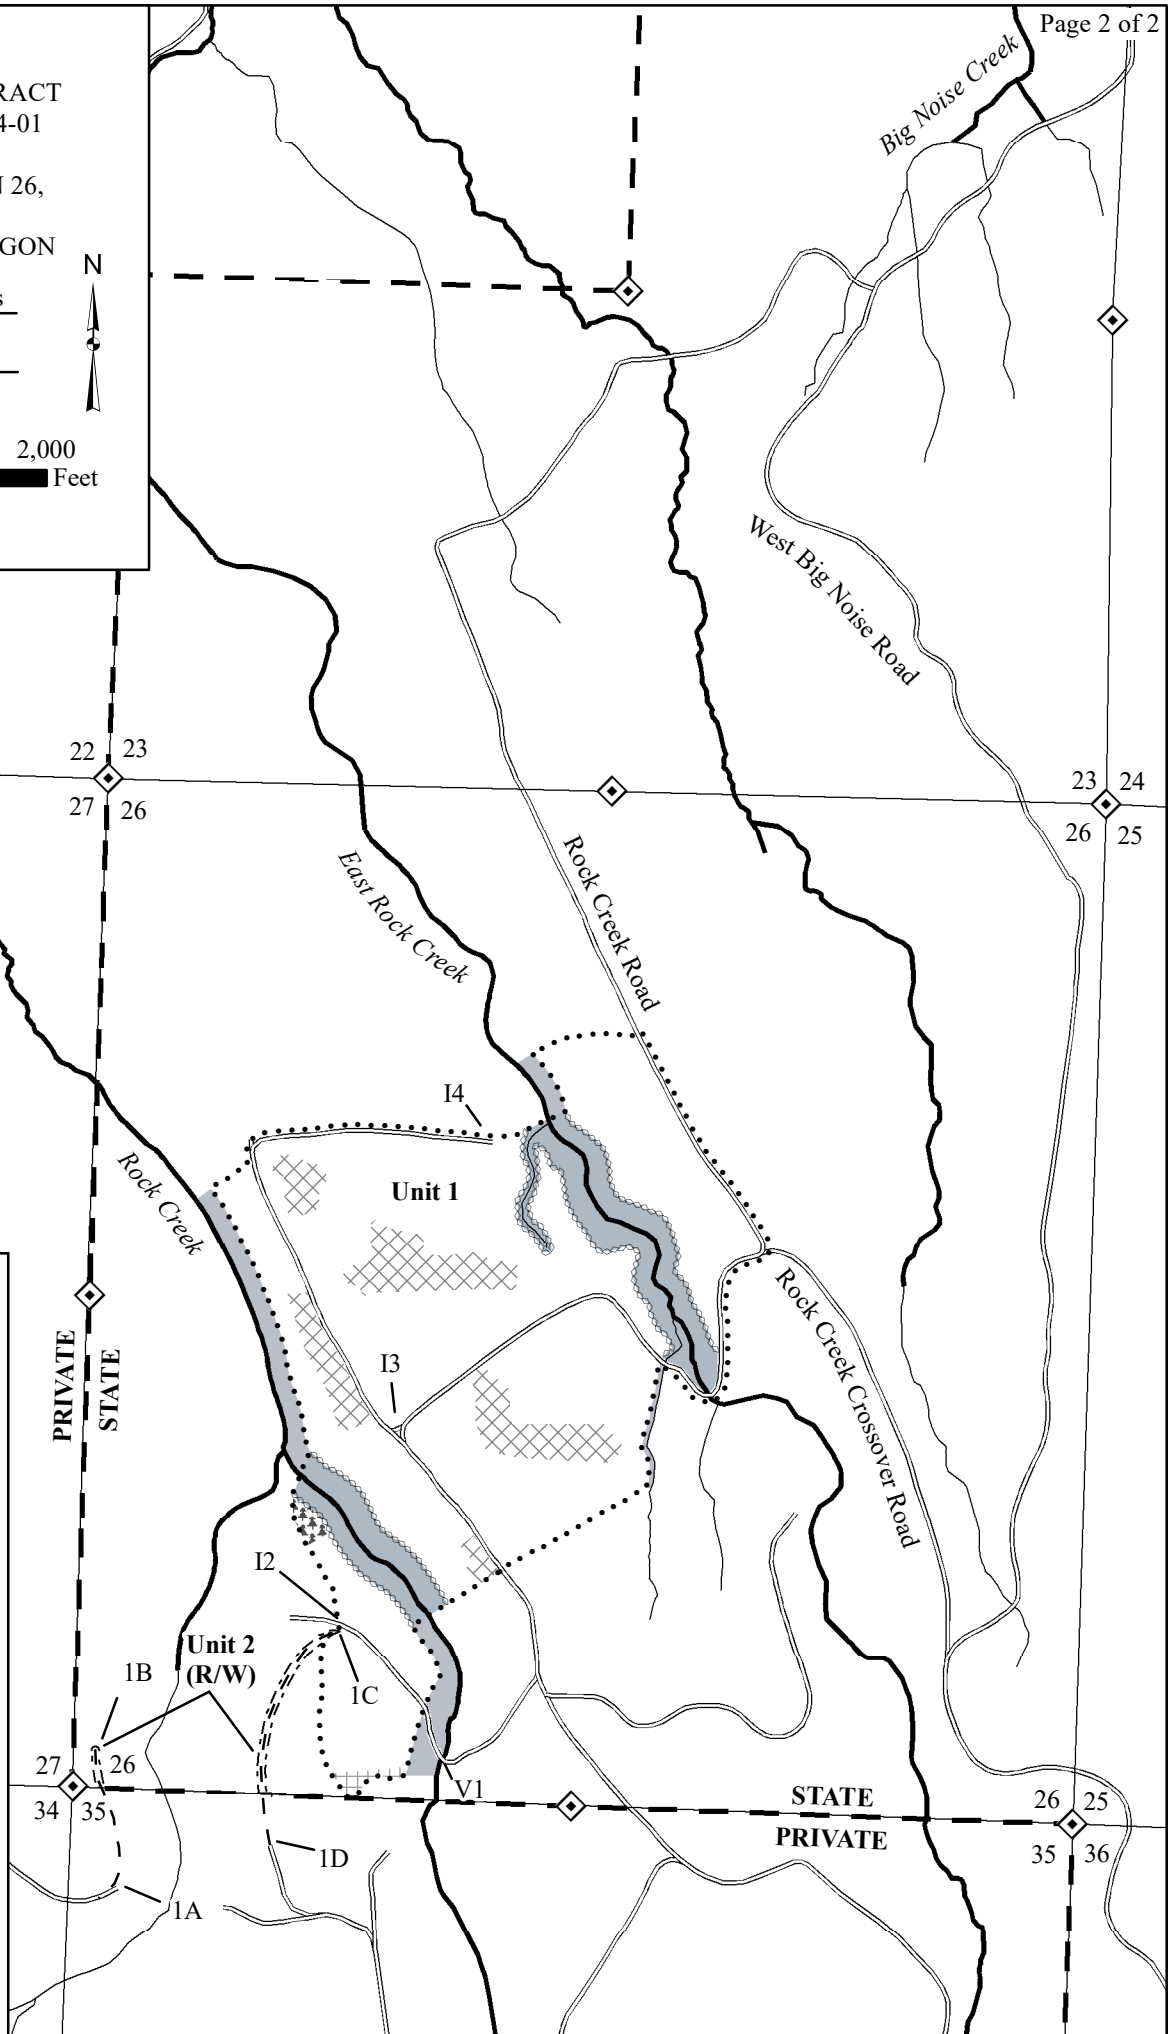 Page 2 of 2
RACT
4-01
26,
GON
N
2,000
Feet
Big Noise Creek
West Big Noise Road
22 23
27 26
23 24
26 25
East Rock Creek
Rock Creek Road
I4
Rock Creek
Unit 1
PRIVATE
STATE
I3
Rock Creek Crossover Road
I2
Unit 2
(R/W)
1B
1C
27 26
34 35
V1
STATE
PRIVATE
26 25
35 36
1D
1A